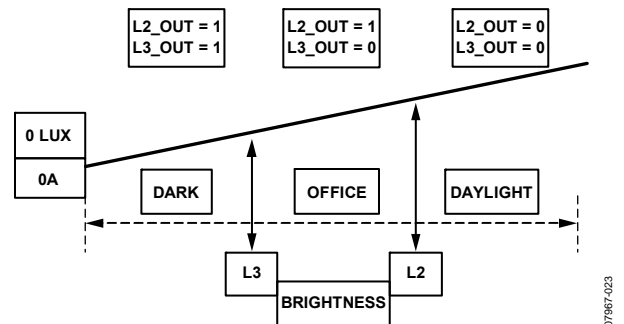 L2_OUT = 1
L3_OUT = 1
L2_OUT = 1
L3_OUT = 0
L2_OUT = 0
L3_OUT = 0
0 LUX
0A
DARK
OFFICE
DAYLIGHT
L3
L2
BRIGHTNESS
07967-023